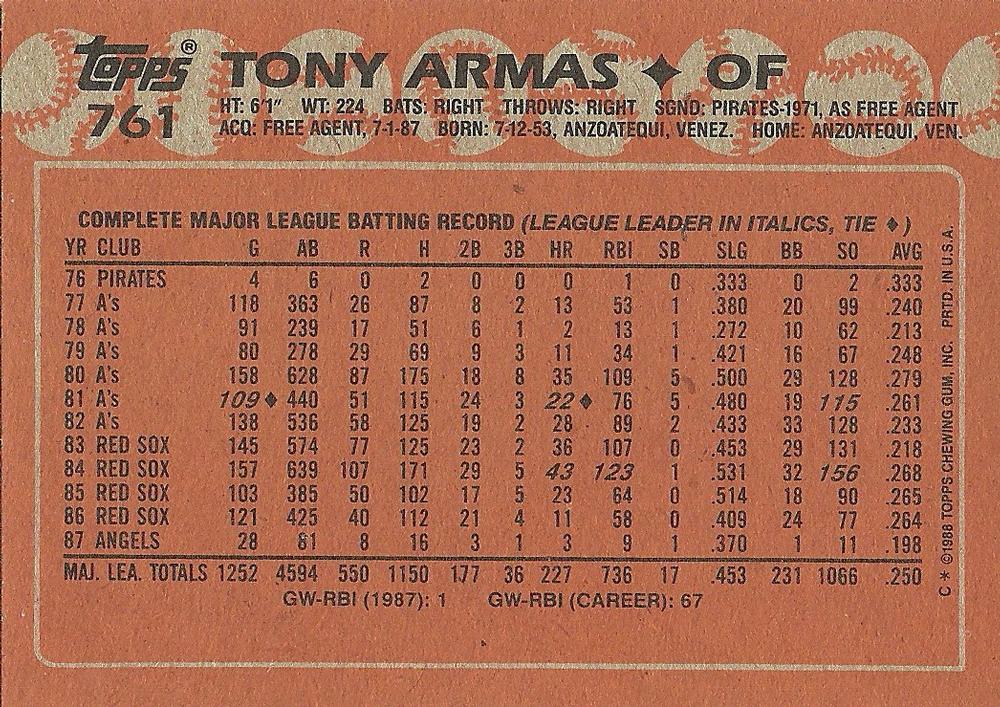 topps® TONY ARMAS ♦ OF
761 HT: 6'1" WT: 224 BATS: RIGHT THROWS: RIGHT SGND: PIRATES-1971, AS FREE AGENT
ACQ: FREE AGENT, 7-1-87 BORN: 7-12-53, ANZOATEQUI, VENEZ. HOME: ANZOATEQUI, VEN.
COMPLETE MAJOR LEAGUE BATTING RECORD (LEAGUE LEADER IN ITALICS, TIE ♦)
YR CLUB G AB R H 2B 3B HR RBI SB SLG BB SO AVG
76 PIRATES 4 6 0 2 0 0 0 1 0 .333 0 2 .333
77 A's 118 363 26 87 8 2 13 53 1 .380 20 99 .240
78 A's 91 239 17 51 6 1 2 13 1 .272 10 62 .213
79 A's 80 278 29 69 9 3 11 34 1 .421 16 67 .248
80 A's 158 628 87 175 18 8 35 109 5 .500 29 128 .279
81 A's 109♦ 440 51 115 24 3 22♦ 76 5 .480 19 115 .261
82 A's 138 536 58 125 19 2 28 89 2 .433 33 128 .233
83 RED SOX 145 574 77 125 23 2 36 107 0 .453 29 131 .218
84 RED SOX 157 639 107 171 29 5 43 123 1 .531 32 156 .268
85 RED SOX 103 385 50 102 17 5 23 64 0 .514 18 90 .265
86 RED SOX 121 425 40 112 21 4 11 58 0 .409 24 77 .264
87 ANGELS 28 81 8 16 3 1 3 9 1 .370 1 11 .198
MAJ. LEA. TOTALS 1252 4594 550 1150 177 36 227 736 17 .453 231 1066 .250
GW-RBI (1987): 1 GW-RBI (CAREER): 67
C * ©1988 TOPPS CHEWING GUM, INC. PRTD. IN U.S.A.